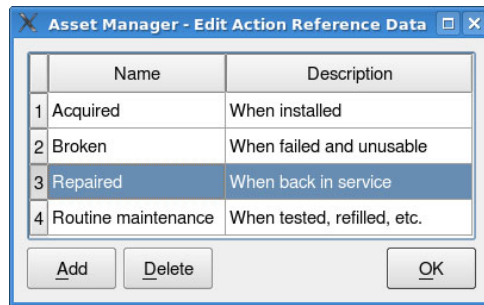 Asset Manager - Edit Action Reference Data
Name Description
1 Acquired When installed
2 Broken When failed and unusable
3 Repaired When back in service
4 Routine maintenance When tested, refilled, etc.
Add Delete OK